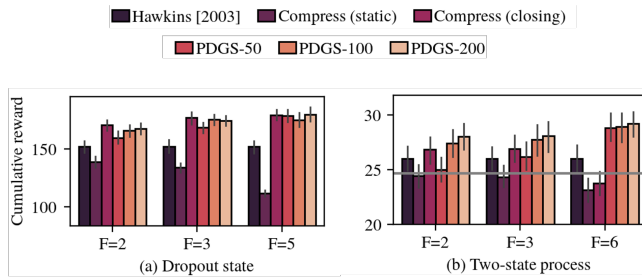 Hawkins [2003] Compress (static) Compress (closing)
PDGS-50 PDGS-100 PDGS-200
Cumulative reward
150
100
F=2 F=3 F=5
(a) Dropout state
30
25
20
F=2 F=3 F=6
(b) Two-state process